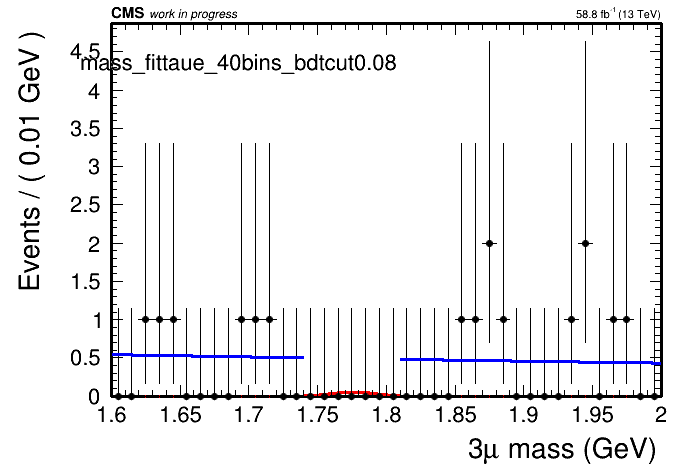 CMS work in progress 58.8 fb-1 (13 TeV)
mass_fittaue_40bins_bdtcut0.08
Events / ( 0.01 GeV )
4.5
4
3.5
3
2.5
2
1.5
1
0.5
0
1.6 1.65 1.7 1.75 1.8 1.85 1.9 1.95 2
3μ mass (GeV)